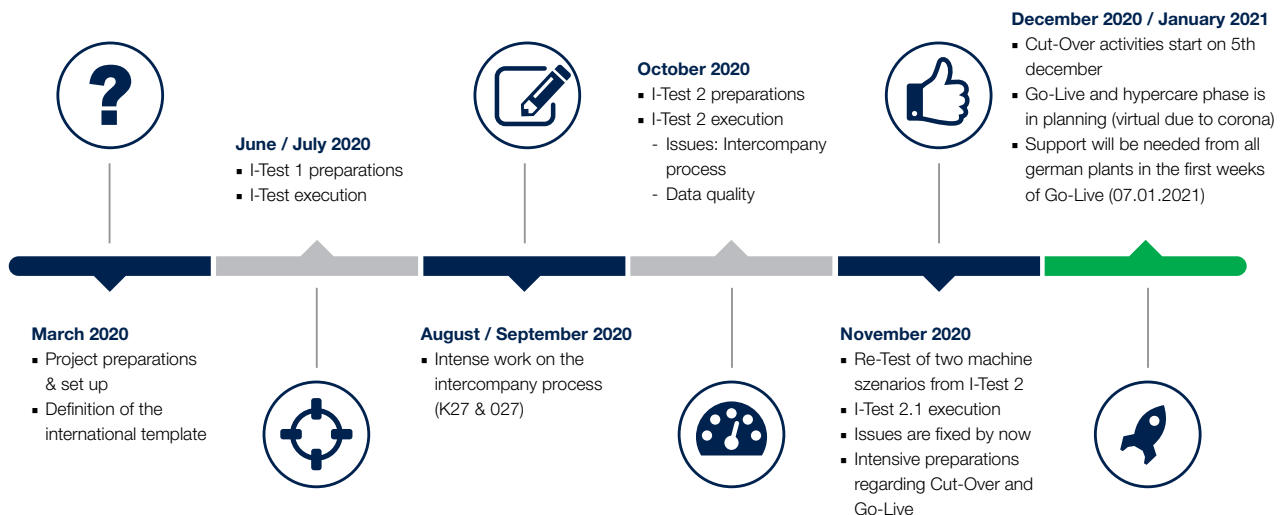 March 2020
▪ Project preparations
& set up
▪ Definition of the
international template
June / July 2020
▪ I-Test 1 preparations
▪ I-Test execution
August / September 2020
▪ Intense work on the
intercompany process
(K27 & 027)
October 2020
▪ I-Test 2 preparations
▪ I-Test 2 execution
- Issues: Intercompany
process
- Data quality
November 2020
▪ Re-Test of two machine
szenarios from I-Test 2
▪ I-Test 2.1 execution
▪ Issues are fixed by now
▪ Intensive preparations
regarding Cut-Over and
Go-Live
December 2020 / January 2021
▪ Cut-Over activities start on 5th
december
▪ Go-Live and hypercare phase is
in planning (virtual due to corona)
▪ Support will be needed from all
german plants in the first weeks
of Go-Live (07.01.2021)